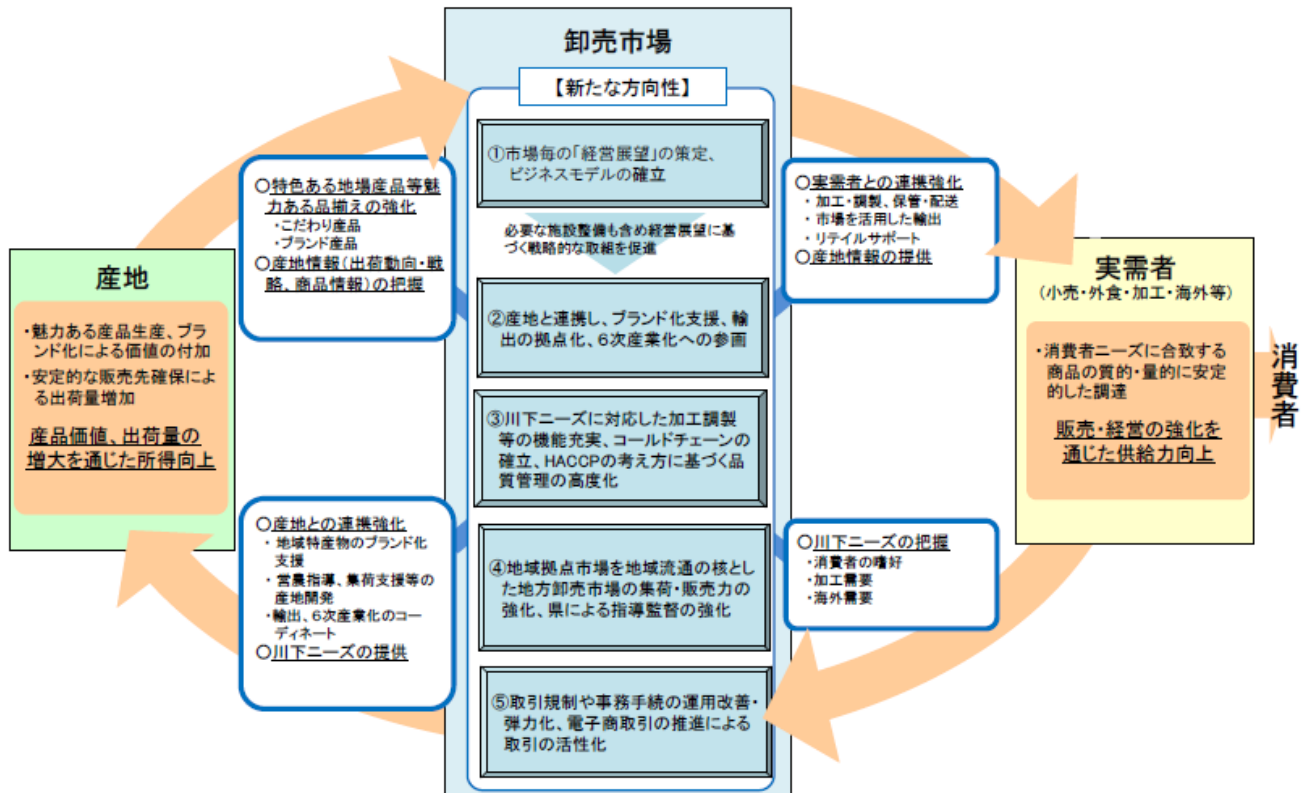 卸売市場
【新たな方向性】
①市場毎の「経営展望」の策定、
ビジネスモデルの確立
必要な施設整備も含め経営展望に基
づく戦略的な取組を促進
②産地と連携し、ブランド化支援、輸
出の拠点化、６次産業化への参画
③川下ニーズに対応した加工調製
等の機能充実、コールドチェーンの
確立、HACCPの考え方に基づく品
質管理の高度化
④地域拠点市場を地域流通の核とし
た地方卸売市場の集荷・販売力の
強化、県による指導監督の強化
⑤取引規制や事務手続の運用改善・
弾力化、電子商取引の推進による
取引の活性化
○特色ある地場産品等魅
力ある品揃えの強化
・こだわり産品
・ブランド産品
○産地情報（出荷動向・戦
略、商品情報）の把握
産地
・魅力ある産品生産、ブラ
ンド化による価値の付加
・安定的な販売先確保によ
る出荷量増加
産品価値、出荷量の
増大を通じた所得向上
○産地との連携強化
・地域特産物のブランド化
支援
・営農指導、集荷支援等の
産地開発
・輸出、６次産業化のコー
ディネート
○川下ニーズの提供
○実需者との連携強化
・加工・調製、保管・配送
・市場を活用した輸出
・リテイルサポート
○産地情報の提供
実需者
（小売・外食・加工・海外等）
・消費者ニーズに合致する
商品の質的・量的に安定
的した調達
販売・経営の強化を
通じた供給力向上
○川下ニーズの把握
・消費者の嗜好
・加工需要
・海外需要
消費者